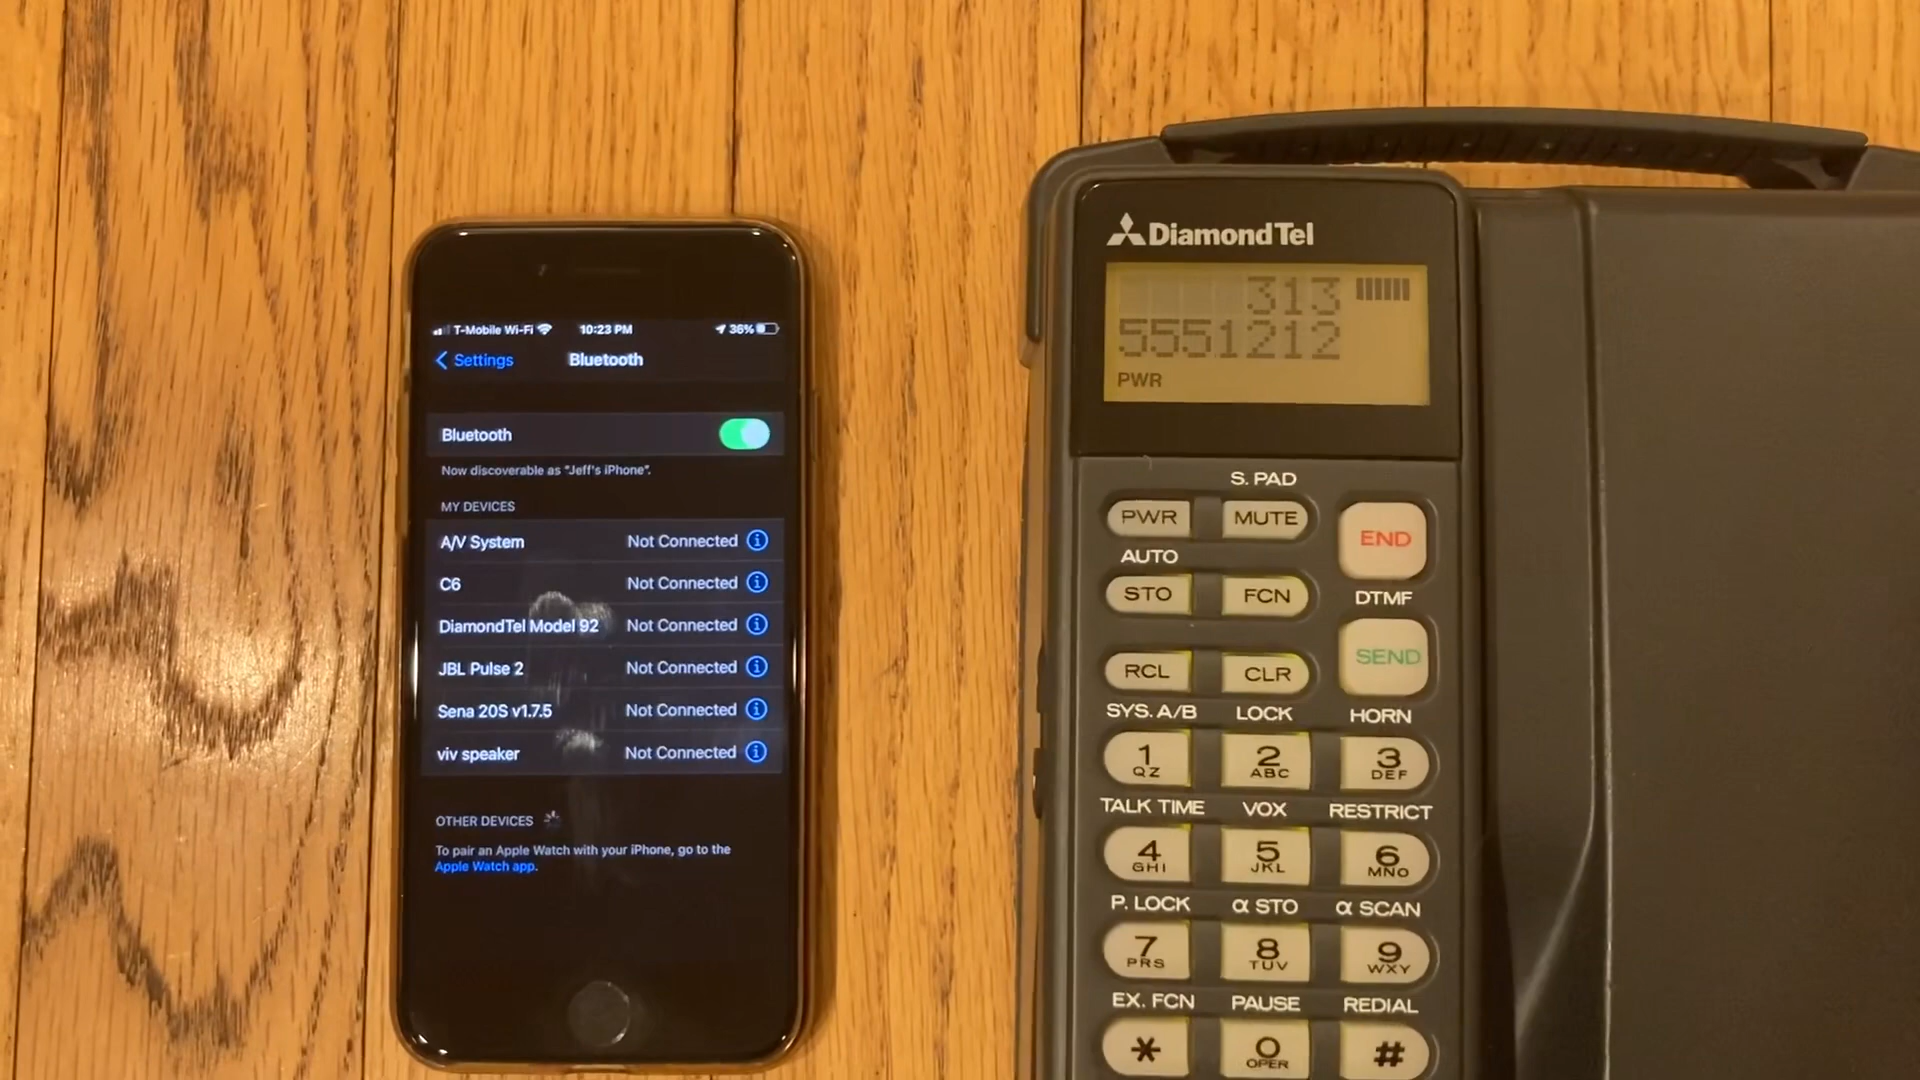 T-Mobile Wi-Fi 10:23 PM 36%
Settings Bluetooth
Bluetooth
Now discoverable as "Jeff's iPhone".
MY DEVICES
A/V System Not Connected
C6 Not Connected
DiamondTel Model 92 Not Connected
JBL Pulse 2 Not Connected
Sena 20S v1.7.5 Not Connected
viv speaker Not Connected
OTHER DEVICES
To pair an Apple Watch with your iPhone, go to the
Apple Watch app.
DiamondTel
313
5551212
PWR
S. PAD
PWR MUTE END
AUTO
STO FCN DTMF
SEND
RCL CLR
SYS. A/B LOCK HORN
1 2 3
QZ ABC DEF
TALK TIME VOX RESTRICT
4 5 6
GHI JKL MNO
P. LOCK α STO α SCAN
7 8 9
PRS TUV WXY
EX. FCN PAUSE REDIAL
* 0 #
OPER